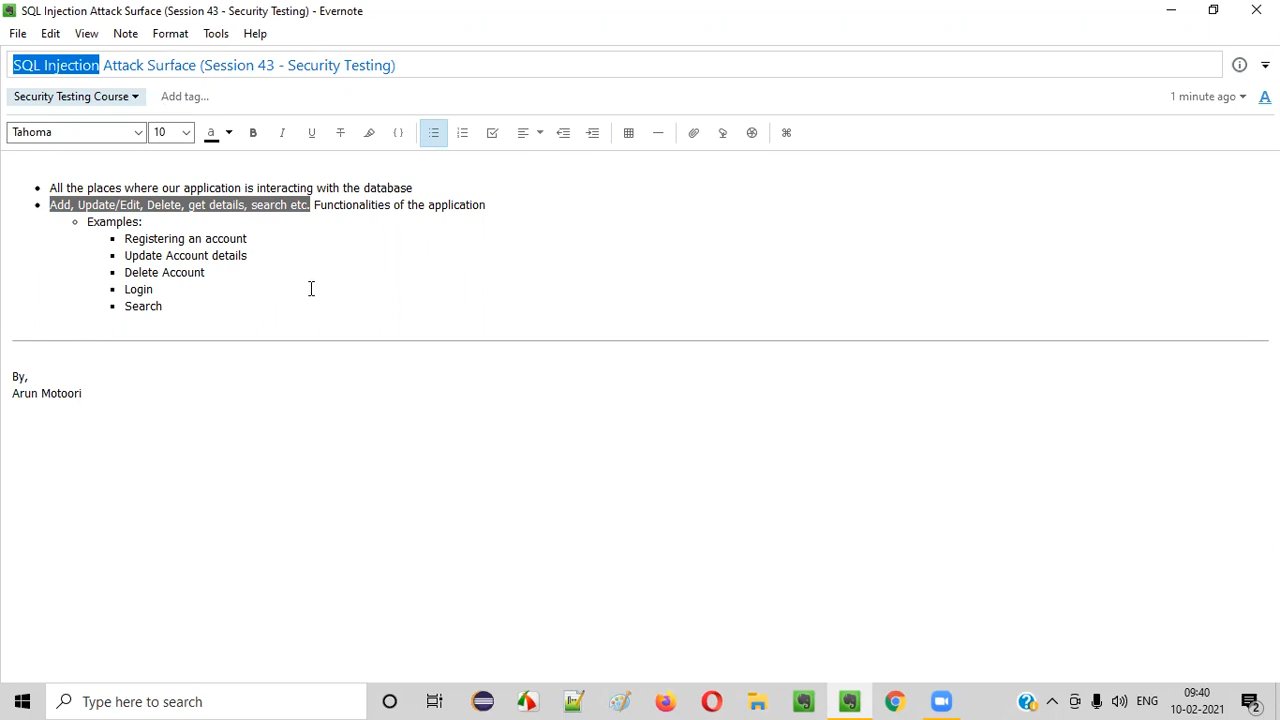 SQL Injection Attack Surface (Session 43 - Security Testing) - Evernote
File Edit View Note Format Tools Help
SQL Injection Attack Surface (Session 43 - Security Testing)
Security Testing Course Add tag... 1 minute ago
Tahoma 10 a B I U T
All the places where our application is interacting with the database
Add, Update/Edit, Delete, get details, search etc. Functionalities of the application
Examples:
Registering an account
Update Account details
Delete Account
Login
Search
By,
Arun Motoori
Type here to search
ENG
09:40
10-02-2021
2